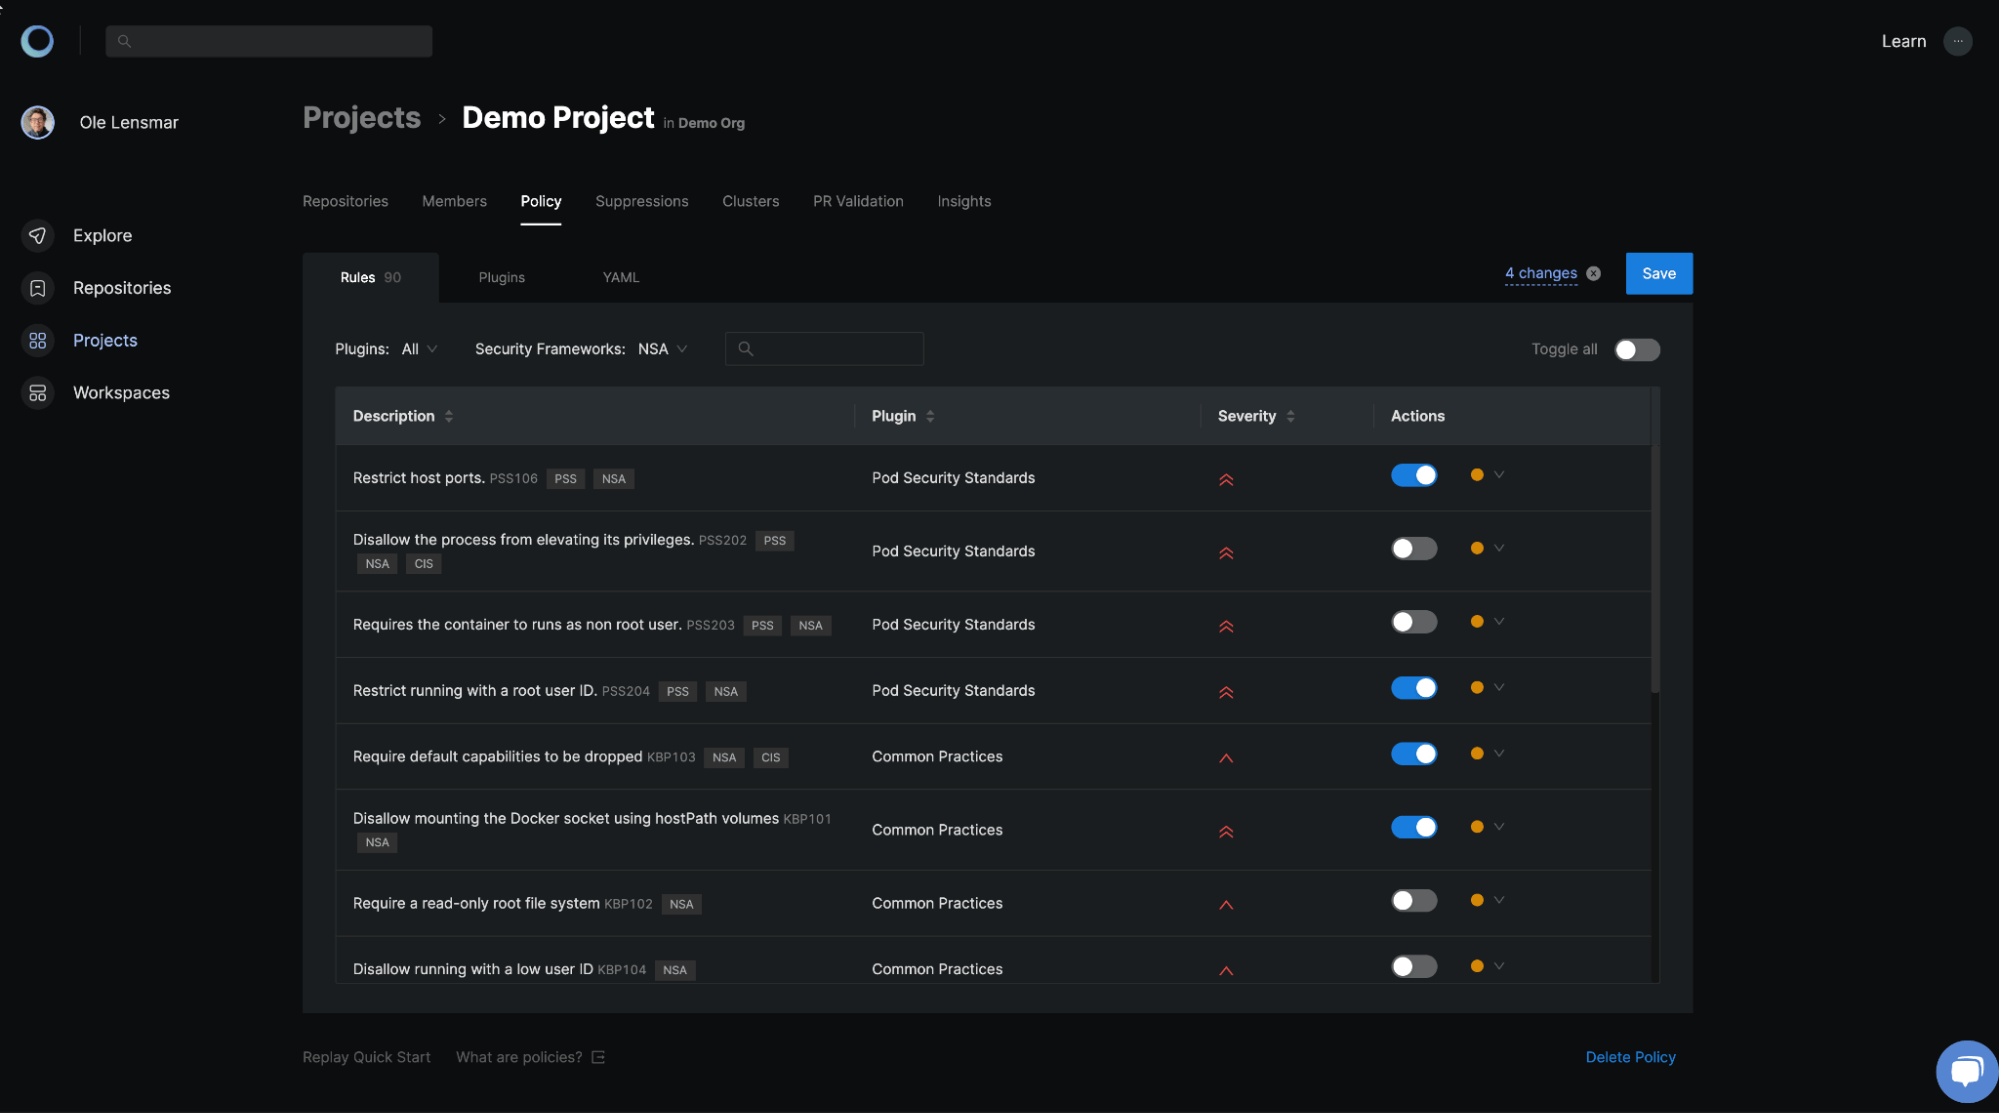 Learn
Ole Lensmar
Projects > Demo Project in Demo Org
Repositories Members Policy Suppressions Clusters PR Validation Insights
Explore
Repositories
Projects
Workspaces
Rules 90 Plugins YAML 4 changes Save
Plugins: All Security Frameworks: NSA Toggle all
Description Plugin Severity Actions
Restrict host ports. PSS106 PSS NSA Pod Security Standards
Disallow the process from elevating its privileges. PSS202 PSS
NSA CIS
Pod Security Standards
Requires the container to runs as non root user. PSS203 PSS NSA Pod Security Standards
Restrict running with a root user ID. PSS204 PSS NSA Pod Security Standards
Require default capabilities to be dropped KBP103 NSA CIS Common Practices
Disallow mounting the Docker socket using hostPath volumes KBP101
NSA
Common Practices
Require a read-only root file system KBP102 NSA Common Practices
Disallow running with a low user ID KBP104 NSA Common Practices
Replay Quick Start What are policies? Delete Policy